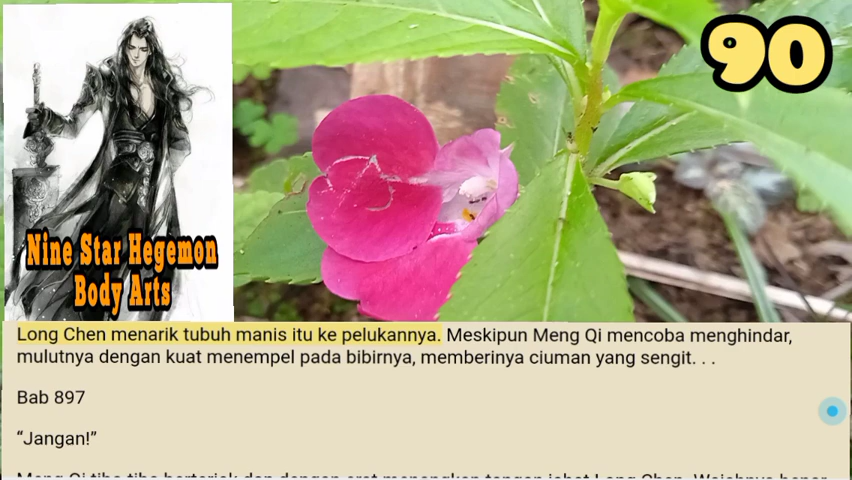 90
Nine Star Hegemon
Body Arts
Long Chen menarik tubuh manis itu ke pelukannya. Meskipun Meng Qi mencoba menghindar,
mulutnya dengan kuat menempel pada bibirnya, memberinya ciuman yang sengit. . .
Bab 897
“Jangan!”